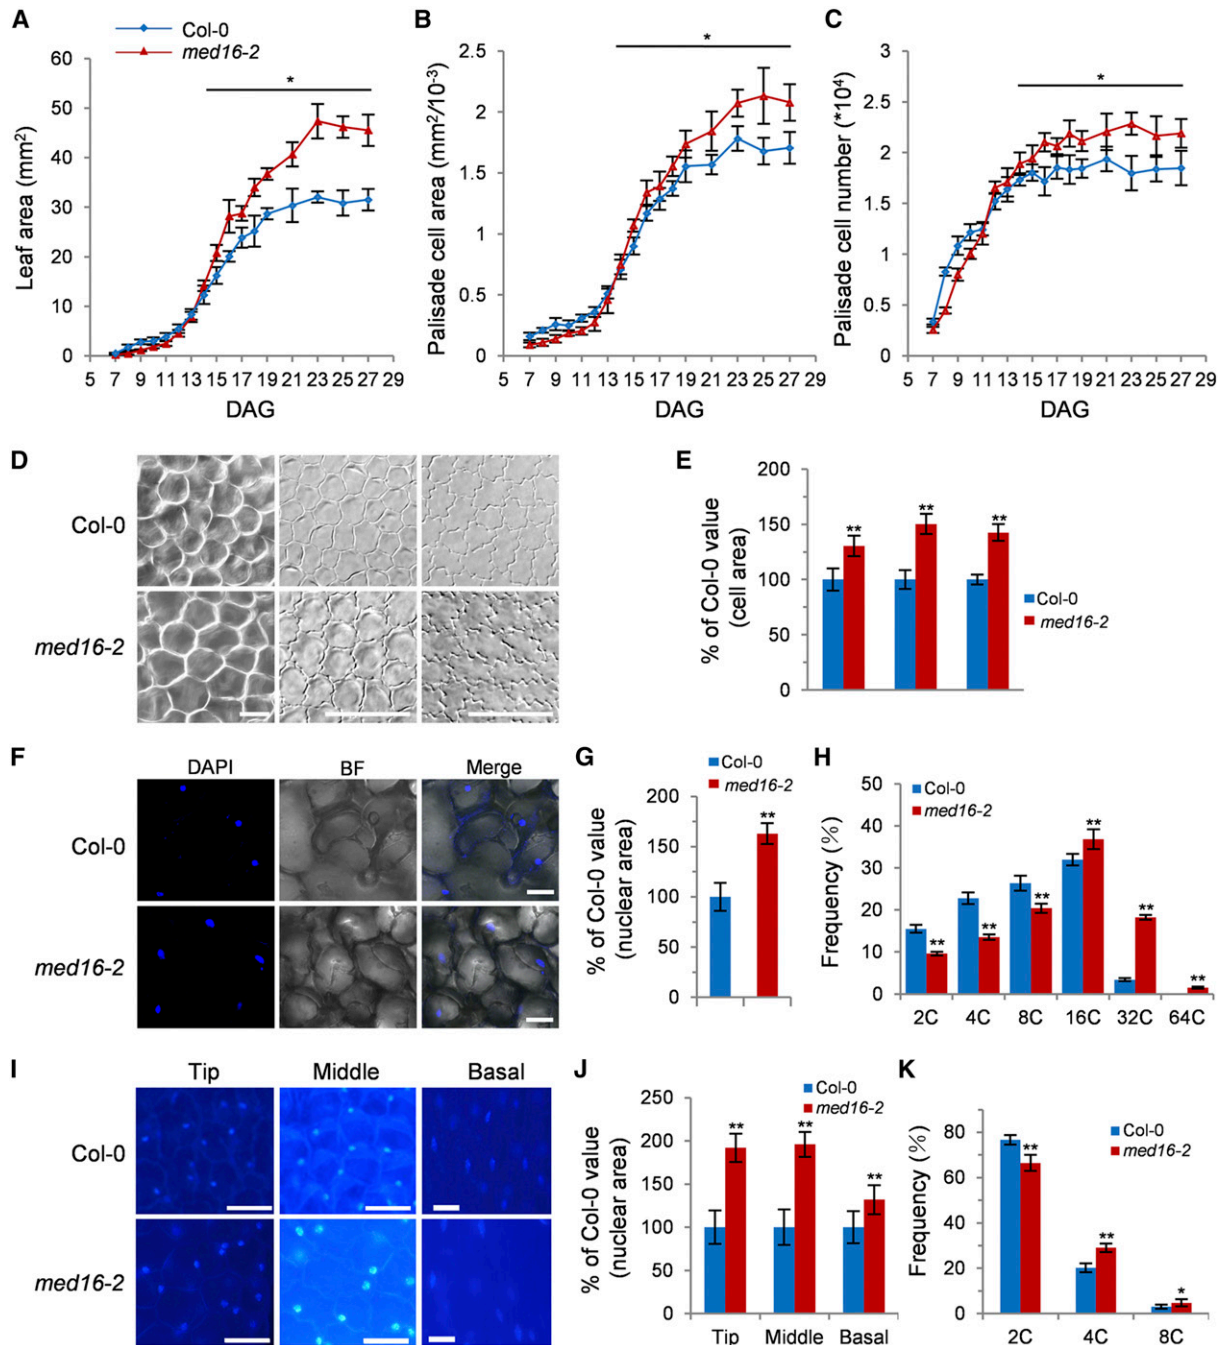 A
Col-0
med16-2
*
Leaf area (mm²)
60
50
40
30
20
10
0
5 7 9 11 13 15 17 19 21 23 25 27 29
DAG
B
*
Palisade cell area (mm²/10⁻³)
2.5
2
1.5
1
0.5
0
5 7 9 11 13 15 17 19 21 23 25 27 29
DAG
C
*
Palisade cell number (*10⁴)
3
2.5
2
1.5
1
0.5
0
5 7 9 11 13 15 17 19 21 23 25 27 29
DAG
D
Col-0
med16-2
E
% of Col-0 value
(cell area)
200
150
100
50
0
** ** **
Col-0
med16-2
F
DAPI BF Merge
Col-0
med16-2
G
Col-0
med16-2
% of Col-0 value
(nuclear area)
200
150
100
50
0
**
H
Col-0
med16-2
Frequency (%)
50
40
30
20
10
0
** ** ** ** ** **
2C 4C 8C 16C 32C 64C
I
Tip Middle Basal
Col-0
med16-2
J
Col-0
med16-2
% of Col-0 value
(nuclear area)
250
200
150
100
50
0
** ** **
Tip Middle Basal
K
Col-0
med16-2
Frequency (%)
80
60
40
20
0
** ** *
2C 4C 8C